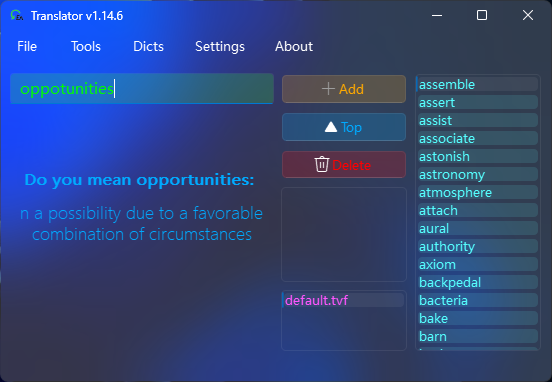 Translator v1.14.6
File Tools Dicts Settings About
oppotunities
Do you mean opportunities:
n a possibility due to a favorable
combination of circumstances
Add
Top
Delete
default.tvf
assemble
assert
assist
associate
astonish
astronomy
atmosphere
attach
aural
authority
axiom
backpedal
bacteria
bake
barn